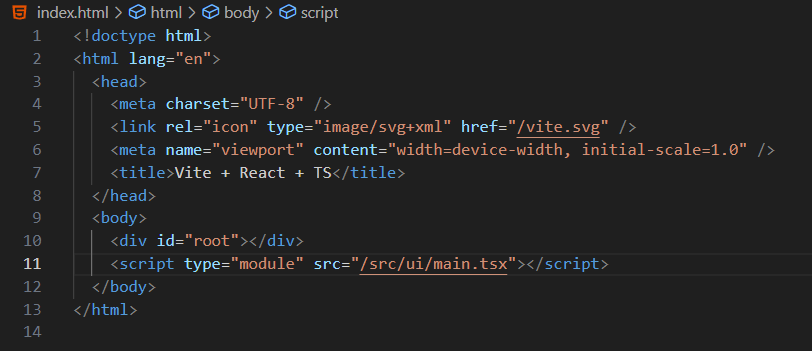 index.html > html > body > script
1 <!doctype html>
2 <html lang="en">
3 <head>
4 <meta charset="UTF-8" />
5 <link rel="icon" type="image/svg+xml" href="/vite.svg" />
6 <meta name="viewport" content="width=device-width, initial-scale=1.0" />
7 <title>Vite + React + TS</title>
8 </head>
9 <body>
10 <div id="root"></div>
11 <script type="module" src="/src/ui/main.tsx"></script>
12 </body>
13 </html>
14